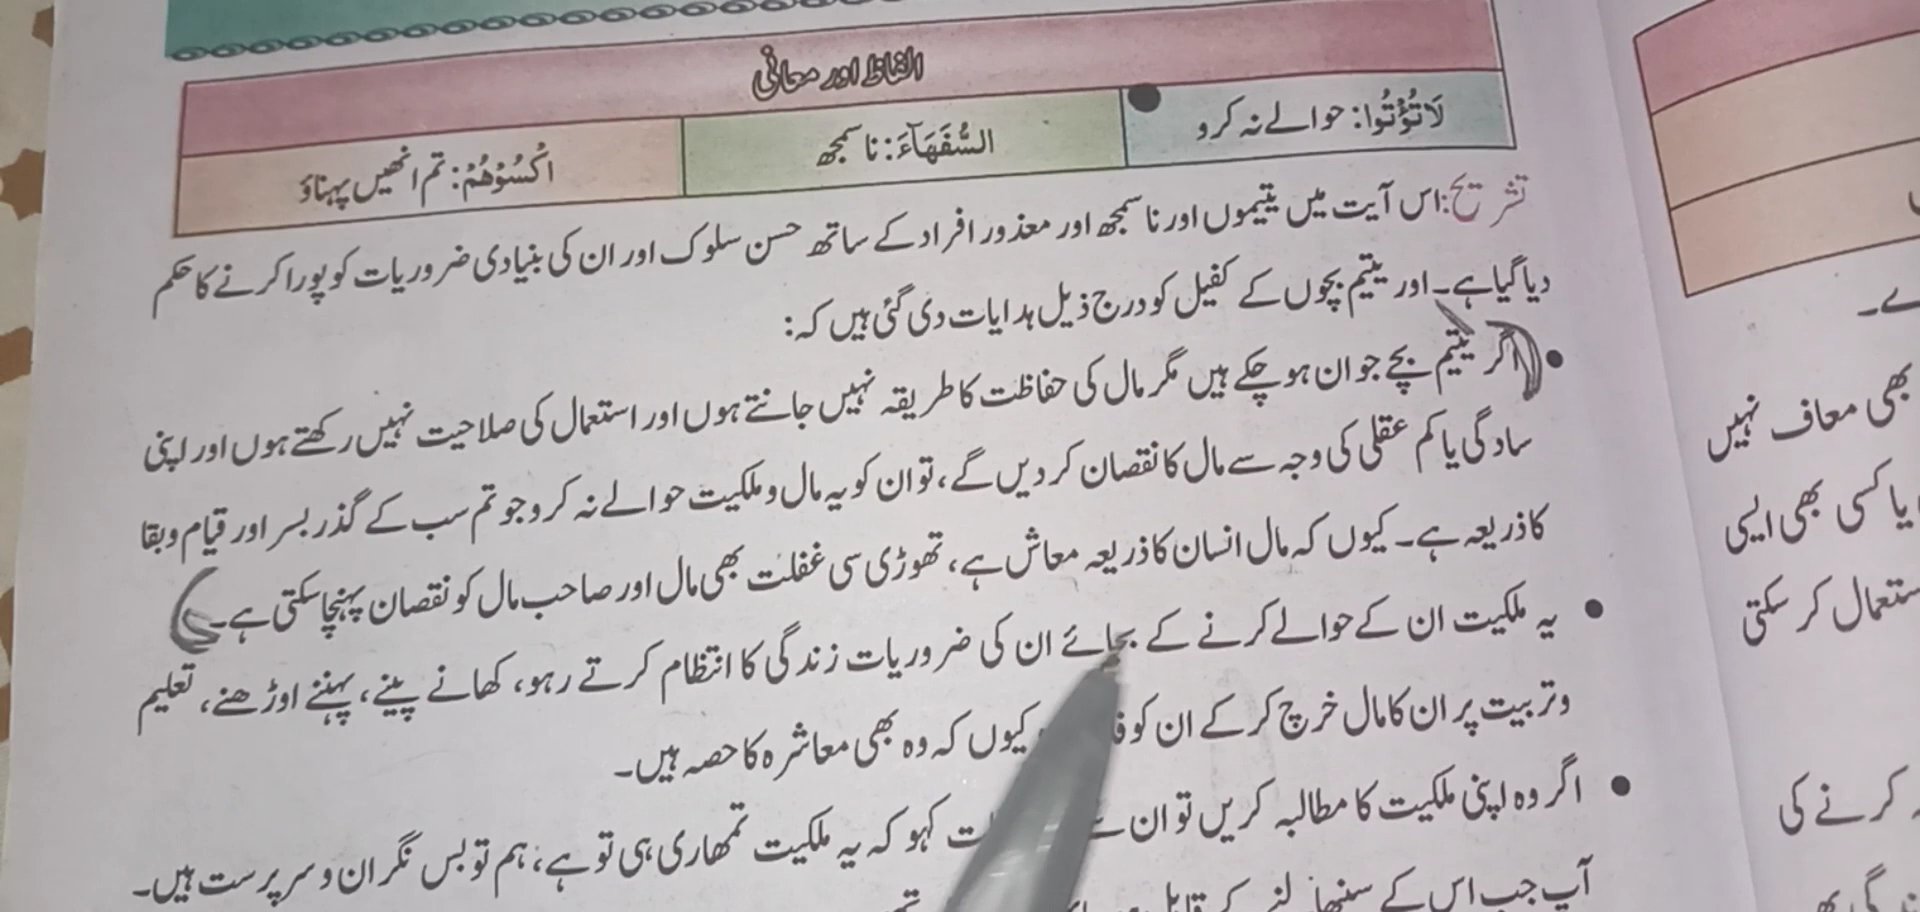 الفاظ اور معانی
لَا تُؤْتُوا: حوالے نہ کرو
السُّفَهَآءَ: ناسمجھ
اکْسُوْهُمْ: تم انھیں پہناؤ
تشریح: اس آیت میں یتیموں اور ناسمجھ اور معذور افراد کے ساتھ حسن سلوک اور ان کی بنیادی ضروریات کو پورا کرنے کا حکم
دیا گیا ہے۔ اور یتیم بچوں کے کفیل کو درج ذیل ہدایات دی گئی ہیں کہ:
• اگر یتیم بچے جوان ہو چکے ہیں مگر مال کی حفاظت کا طریقہ نہیں جانتے ہوں اور استعمال کی صلاحیت نہیں رکھتے ہوں اور اپنی
سادگی یا کم عقلی کی وجہ سے مال کا نقصان کر دیں گے، تو ان کو یہ مال و ملکیت حوالے نہ کرو جو تم سب کے گذر بسر اور قیام و بقا
کا ذریعہ ہے۔ کیوں کہ مال انسان کا ذریعہ معاش ہے، تھوڑی سی غفلت بھی مال اور صاحب مال کو نقصان پہنچا سکتی ہے۔
• یہ ملکیت ان کے حوالے کرنے کے بجائے ان کی ضروریات زندگی کا انتظام کرتے رہو، کھانے پینے، پہننے اوڑھنے، تعلیم
و تربیت پر ان کا مال خرچ کر کے ان کو کیوں کہ وہ بھی معاشرہ کا حصہ ہیں۔
• اگر وہ اپنی ملکیت کا مطالبہ کریں تو ان کہو کہ یہ ملکیت تمھاری ہی تو ہے، ہم تو بس نگران و سرپرست ہیں۔
آپ جب اس کے
بھی معاف نہیں
یا کسی بھی ایسی
استعمال کر سکتی
کرنے کی